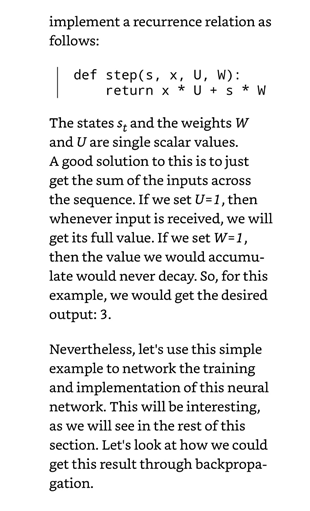 implement a recurrence relation as
follows:
def step(s, x, U, W):
    return x * U + s * W
The states sₜ and the weights W
and U are single scalar values.
A good solution to this is to just
get the sum of the inputs across
the sequence. If we set U=1, then
whenever input is received, we will
get its full value. If we set W=1,
then the value we would accumu-
late would never decay. So, for this
example, we would get the desired
output: 3.
Nevertheless, let's use this simple
example to network the training
and implementation of this neural
network. This will be interesting,
as we will see in the rest of this
section. Let's look at how we could
get this result through backpropa-
gation.